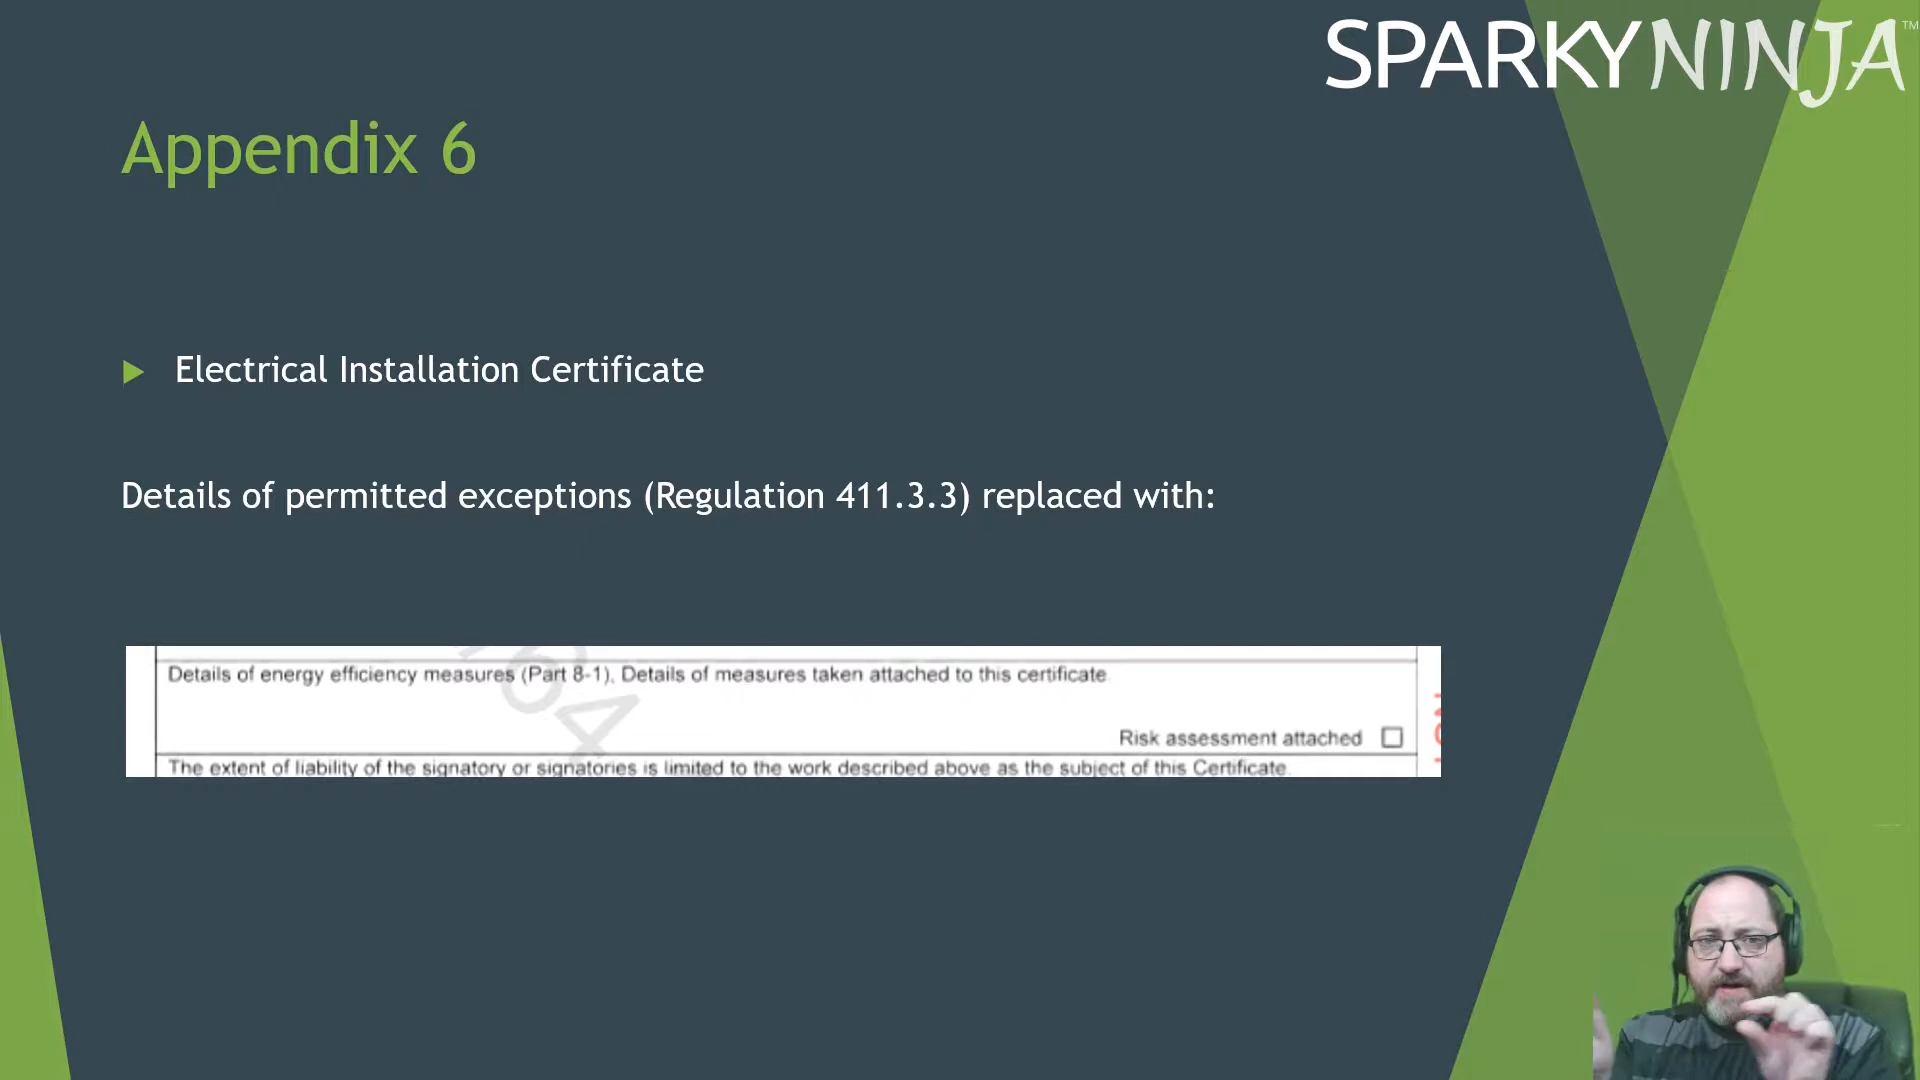 SPARKYNINJA™
Appendix 6
Electrical Installation Certificate
Details of permitted exceptions (Regulation 411.3.3) replaced with:
764
Details of energy efficiency measures (Part 8-1). Details of measures taken attached to this certificate.
Risk assessment attached
The extent of liability of the signatory or signatories is limited to the work described above as the subject of this Certificate.